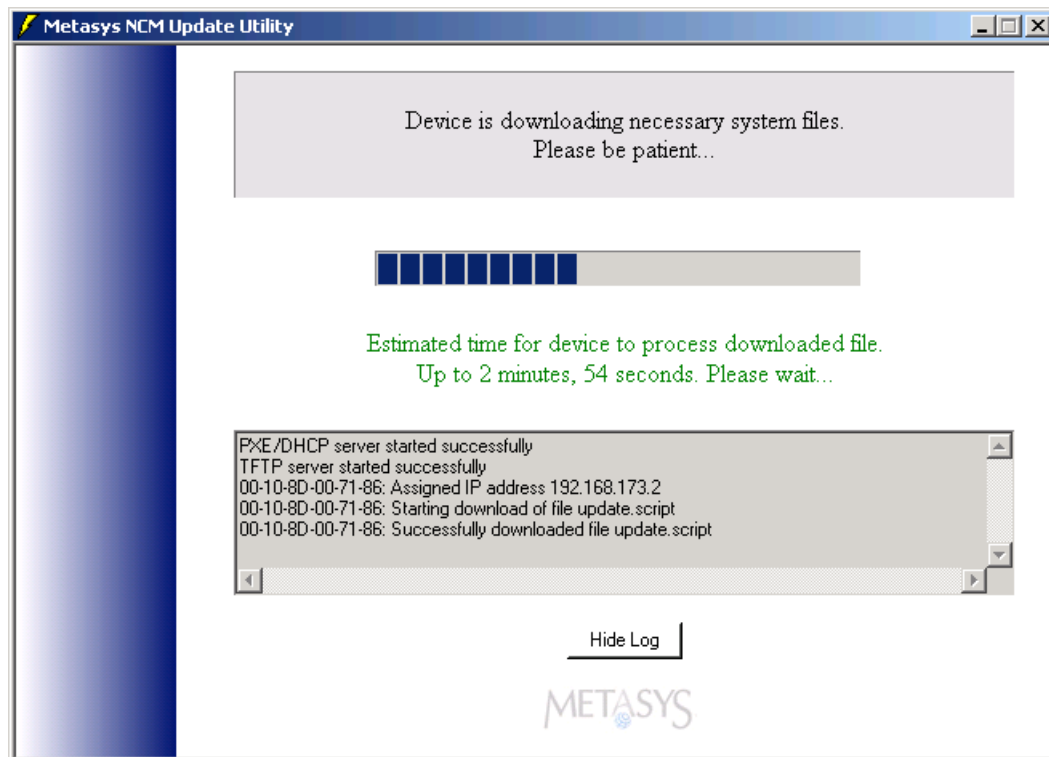 Metasys NCM Update Utility
Device is downloading necessary system files.
Please be patient...
Estimated time for device to process downloaded file.
Up to 2 minutes, 54 seconds. Please wait...
PXE/DHCP server started successfully
TFTP server started successfully
00-10-8D-00-71-86: Assigned IP address 192.168.173.2
00-10-8D-00-71-86: Starting download of file update.script
00-10-8D-00-71-86: Successfully downloaded file update.script
Hide Log
METASYS